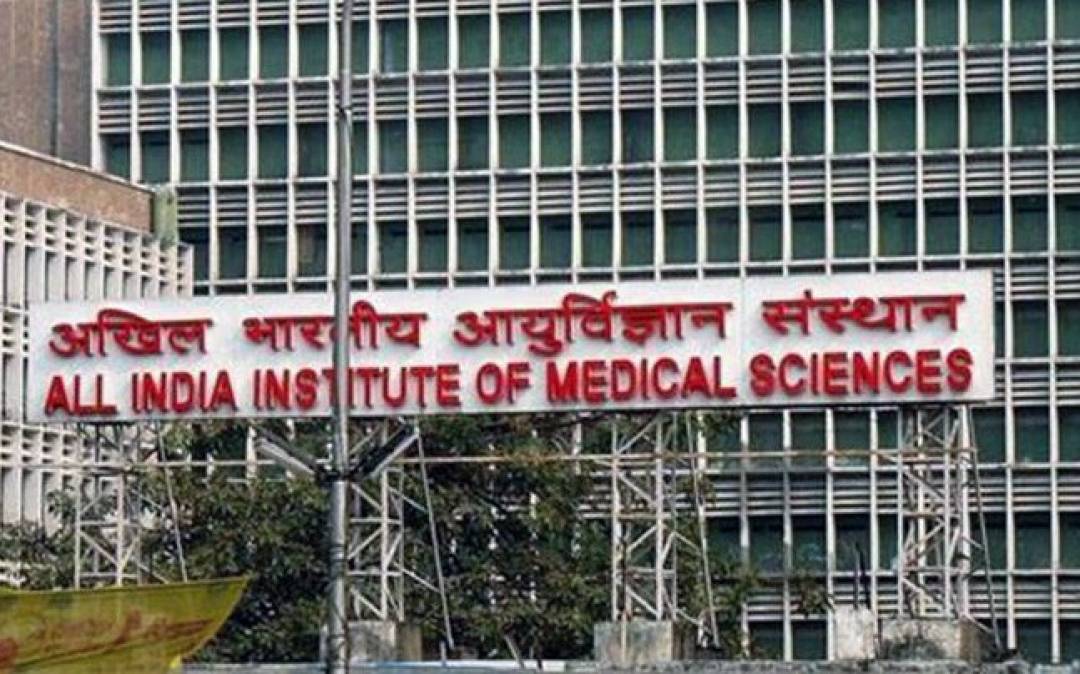 अखिल भारतीय आयुर्विज्ञान संस्थान
ALL INDIA INSTITUTE OF MEDICAL SCIENCES